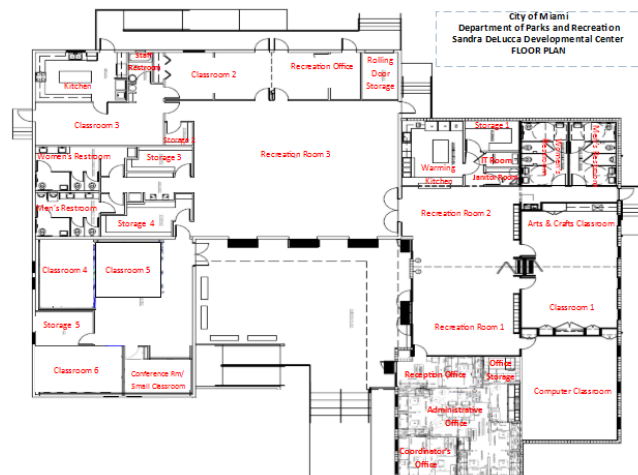 City of Miami
Department of Parks and Recreation
Sandra DeLucca Developmental Center
FLOOR PLAN
Staff
Restroom
Kitchen
Classroom 2
Recreation Office
Rolling
Door
Storage
Classroom 3
Storage 2
Women's Restroom
Storage 3
Recreation Room 3
Storage 1
Warming
Kitchen
IT Room
Janitor Room
Women's
Restroom
Men's Restroom
Men's Restroom
Storage 4
Recreation Room 2
Arts & Crafts Classroom
Classroom 4
Classroom 5
Storage 5
Recreation Room 1
Classroom 1
Classroom 6
Conference Rm/
Small Classroom
Reception Office
Office
Storage
Computer Classroom
Administrative
Office
Coordinator's
Office